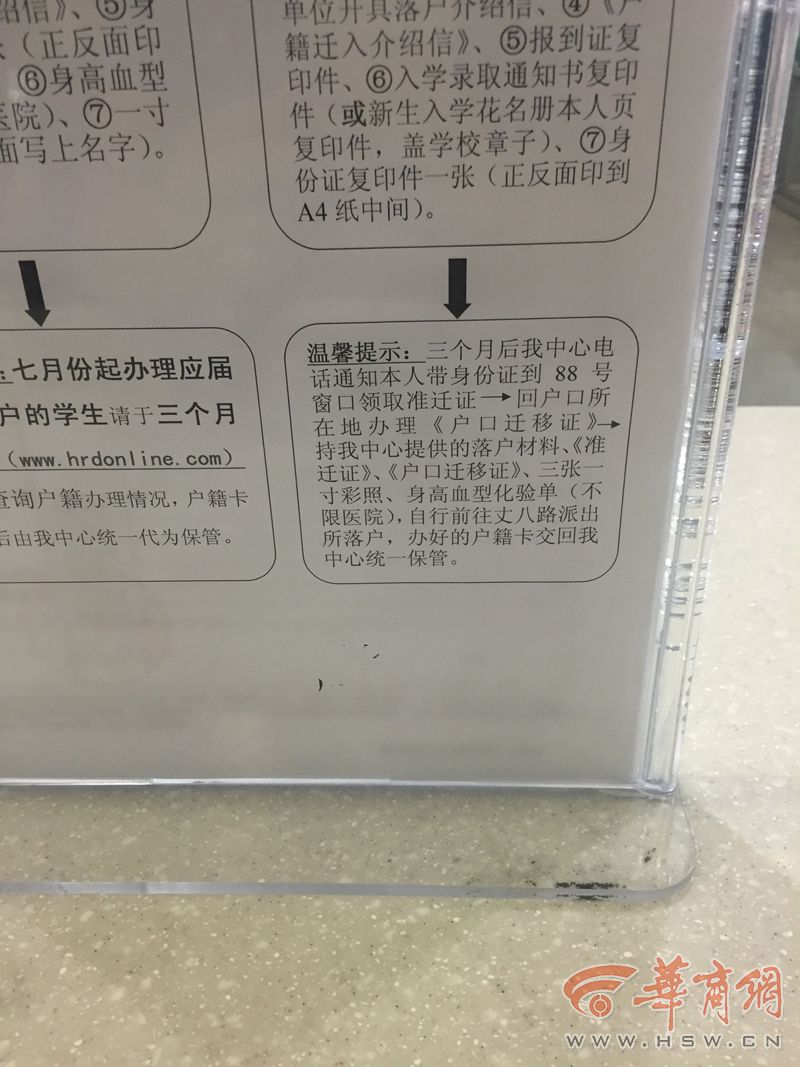 绍信》、⑤身
（正反面印
⑥身高血型
医院）、⑦一寸
面写上名字）。
单位开具落户介绍信、④《户
籍迁入介绍信》、⑤报到证复
印件、⑥入学录取通知书复印
件（或新生入学花名册本人页
复印件，盖学校章子）、⑦身
份证复印件一张（正反面印到
A4 纸中间）。
：七月份起办理应届
户的学生请于三个月
（www.hrdonline.com）
查询户籍办理情况，户籍卡
后由我中心统一代为保管。
温馨提示：三个月后我中心电
话通知本人带身份证到 88 号
窗口领取准迁证→回户口所
在地办理《户口迁移证》→
持我中心提供的落户材料、《准
迁证》、《户口迁移证》、三张一
寸彩照、身高血型化验单（不
限医院），自行前往丈八路派出
所落户，办好的户籍卡交回我
中心统一保管。
华商网
WWW.HSW.CN